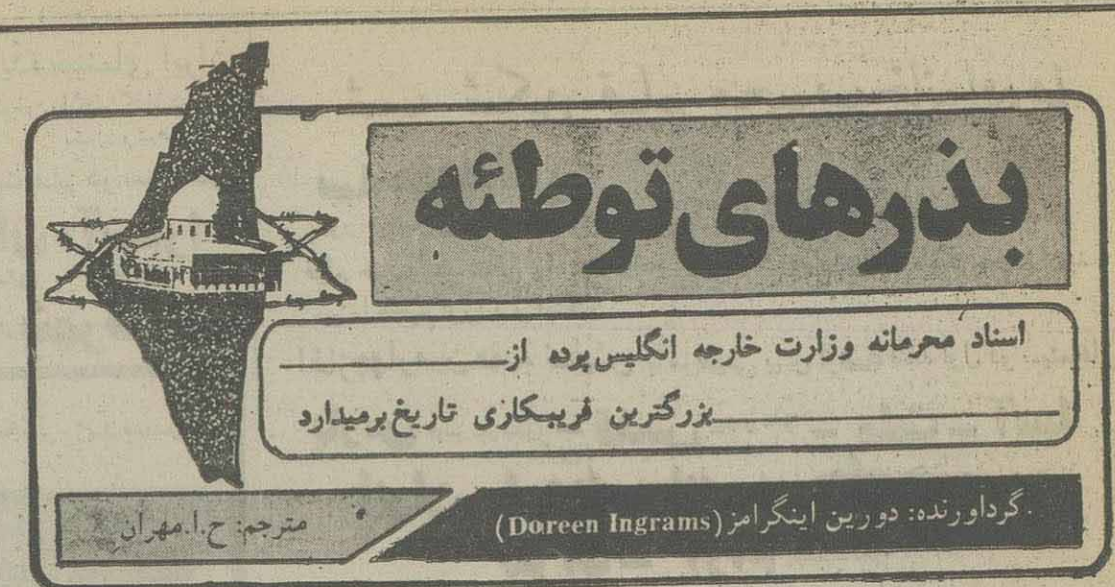 بذرهای توطئه
اسناد محرمانه وزارت خارجه انگلیس پرده از
بزرگترین فریبکاری تاریخ برمیدارد
گردآورنده: دورین اینگرامز (Doreen Ingrams)
مترجم: ح.ا.مهران